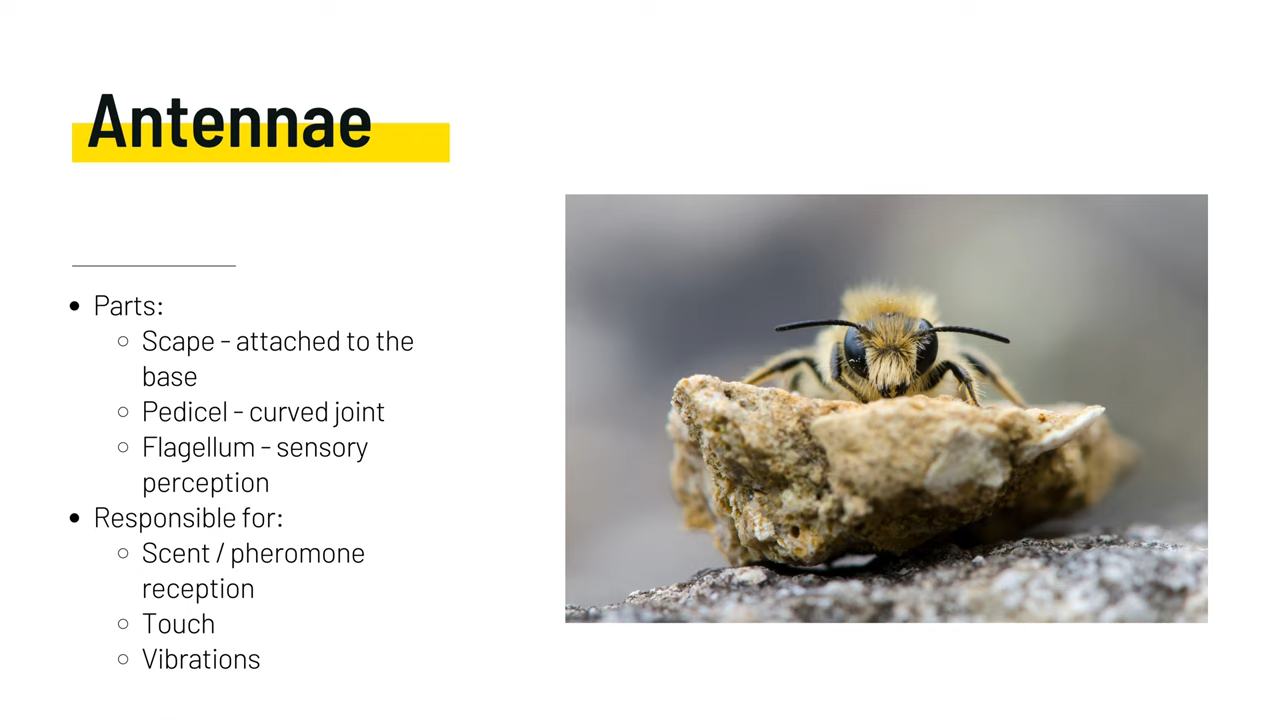 Antennae
Parts:
Scape - attached to the
base
Pedicel - curved joint
Flagellum - sensory
perception
Responsible for:
Scent / pheromone
reception
Touch
Vibrations